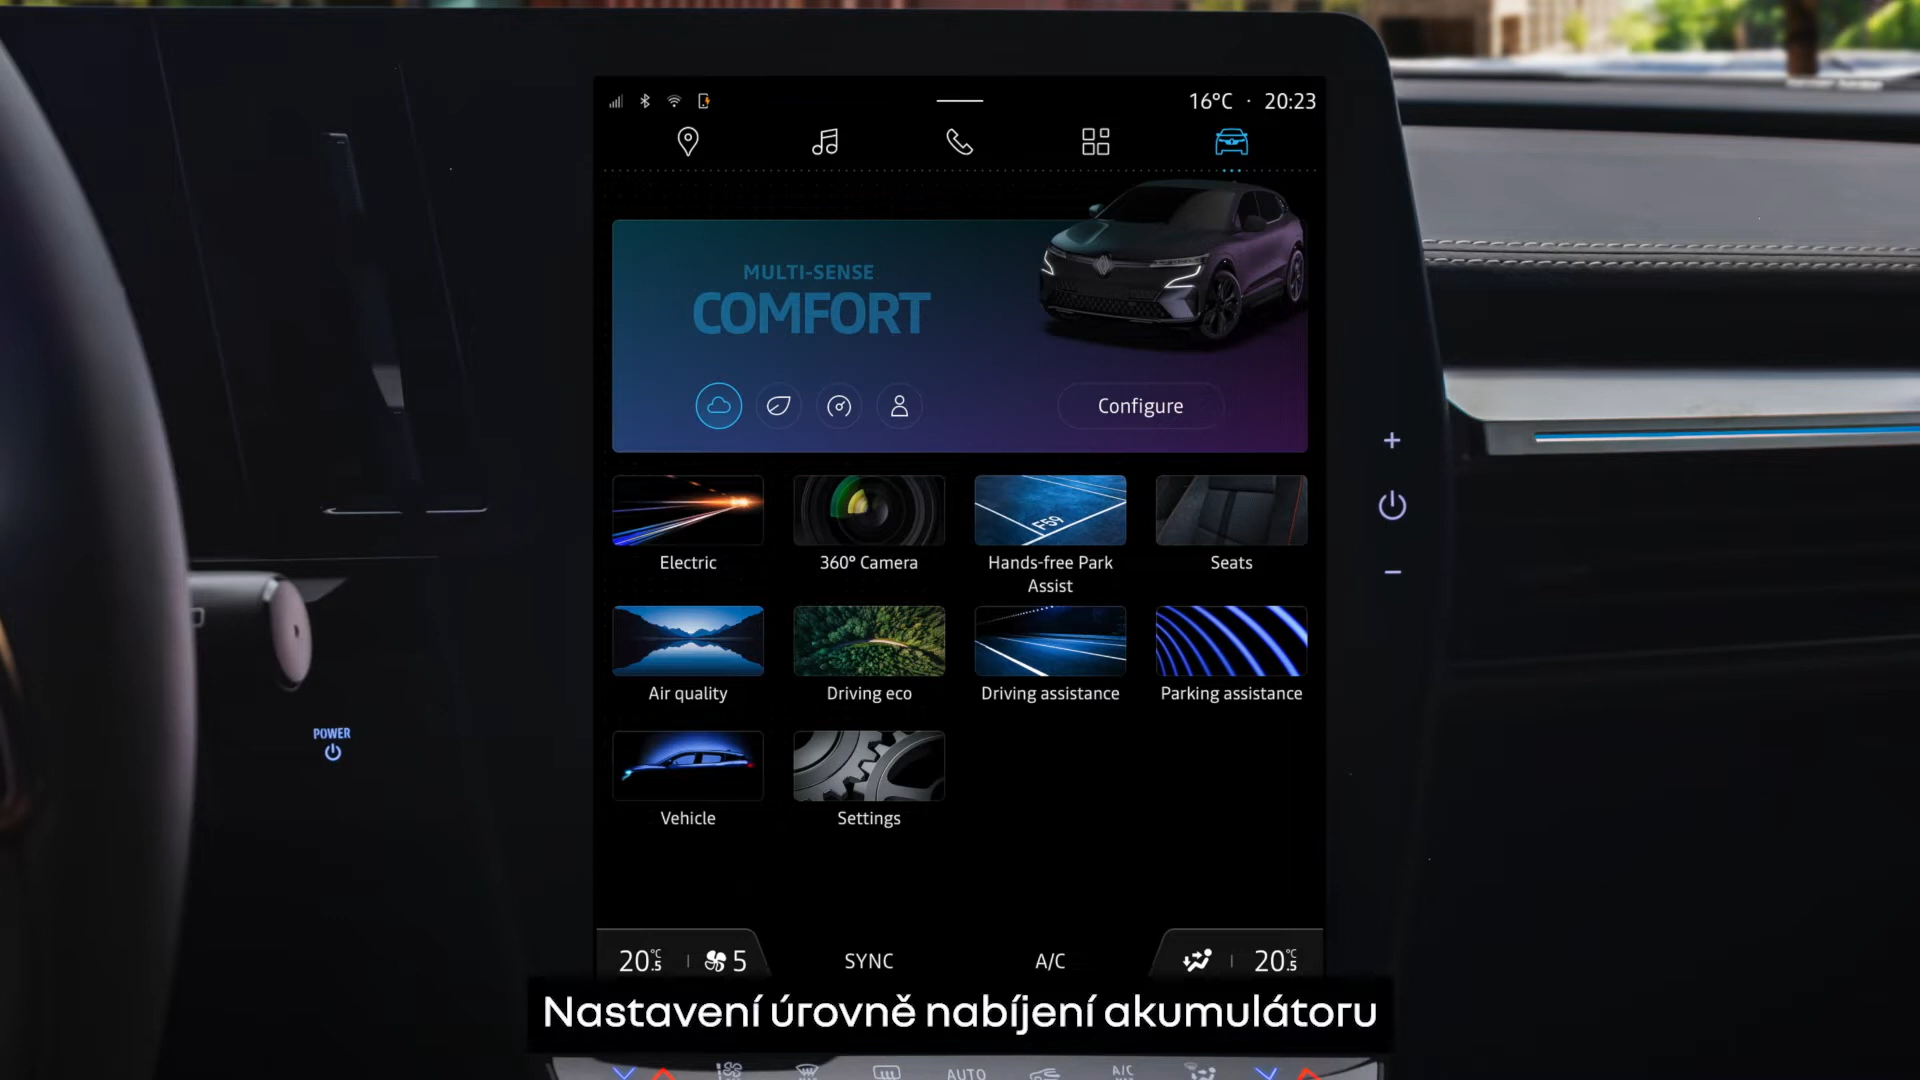 16°C · 20:23
MULTI-SENSE
COMFORT
Configure
F59
Electric
360° Camera
Hands-free Park
Assist
Seats
Air quality
Driving eco
Driving assistance
Parking assistance
POWER
Vehicle
Settings
20.5 °C
5
SYNC
A/C
20.5 °C
Nastavení úrovně nabíjení akumulátoru
AUTO
A/C